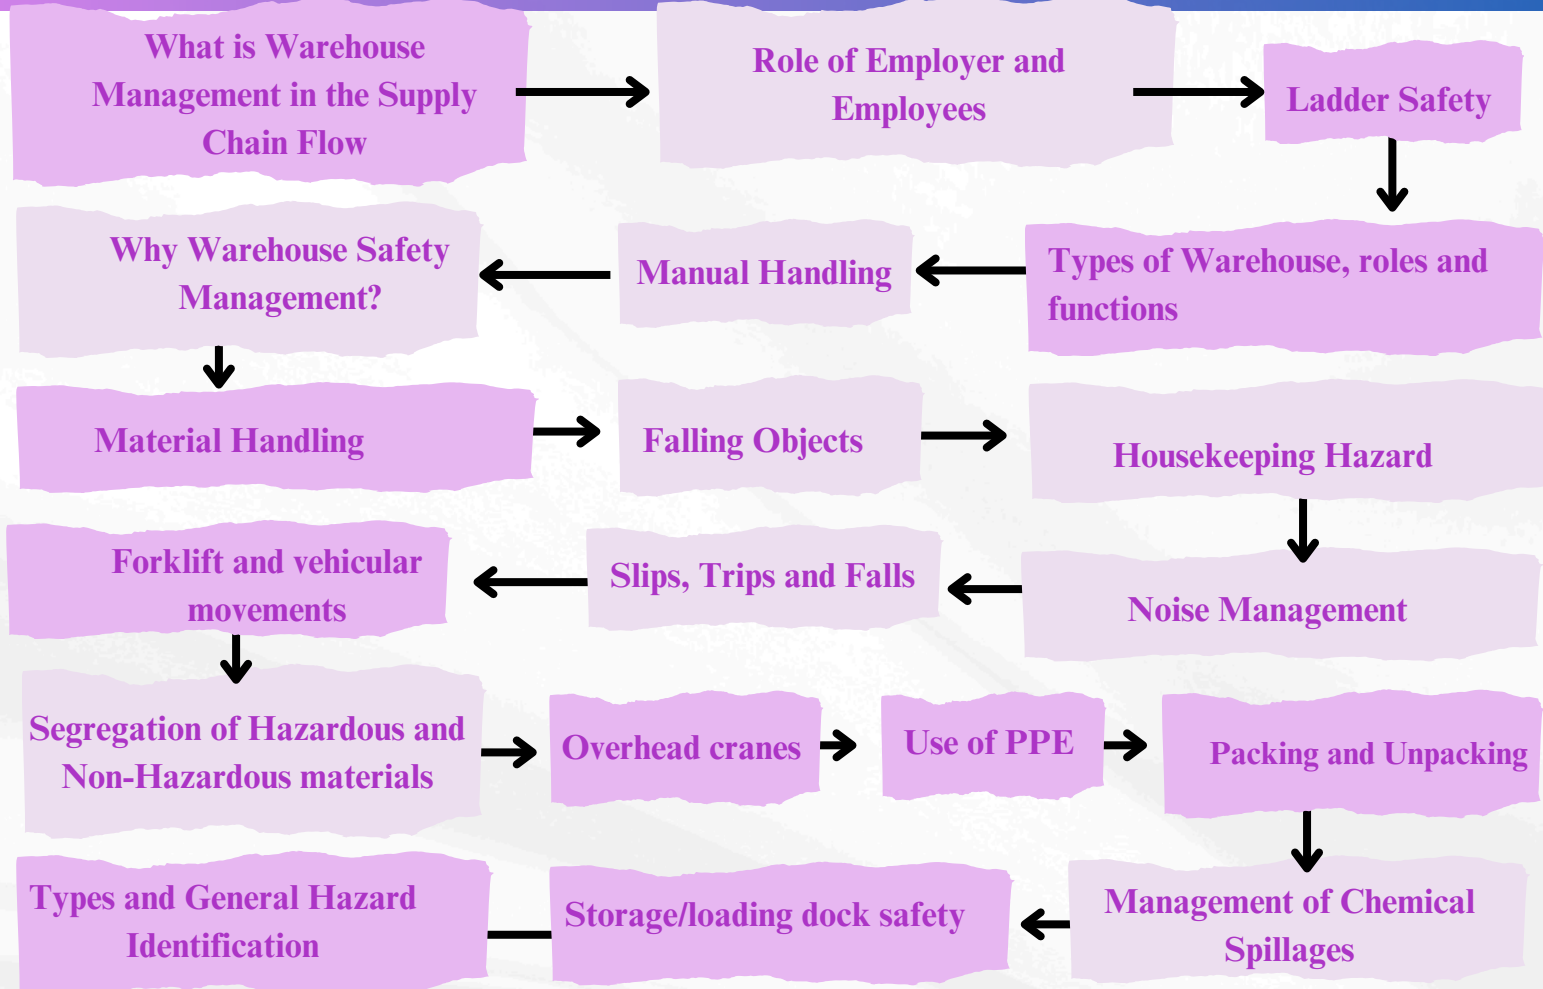 What is Warehouse
Management in the Supply
Chain Flow
Role of Employer and
Employees
Ladder Safety
Types of Warehouse, roles and
functions
Manual Handling
Why Warehouse Safety
Management?
Material Handling
Falling Objects
Housekeeping Hazard
Noise Management
Slips, Trips and Falls
Forklift and vehicular
movements
Segregation of Hazardous and
Non-Hazardous materials
Overhead cranes
Use of PPE
Packing and Unpacking
Management of Chemical
Spillages
Storage/loading dock safety
Types and General Hazard
Identification